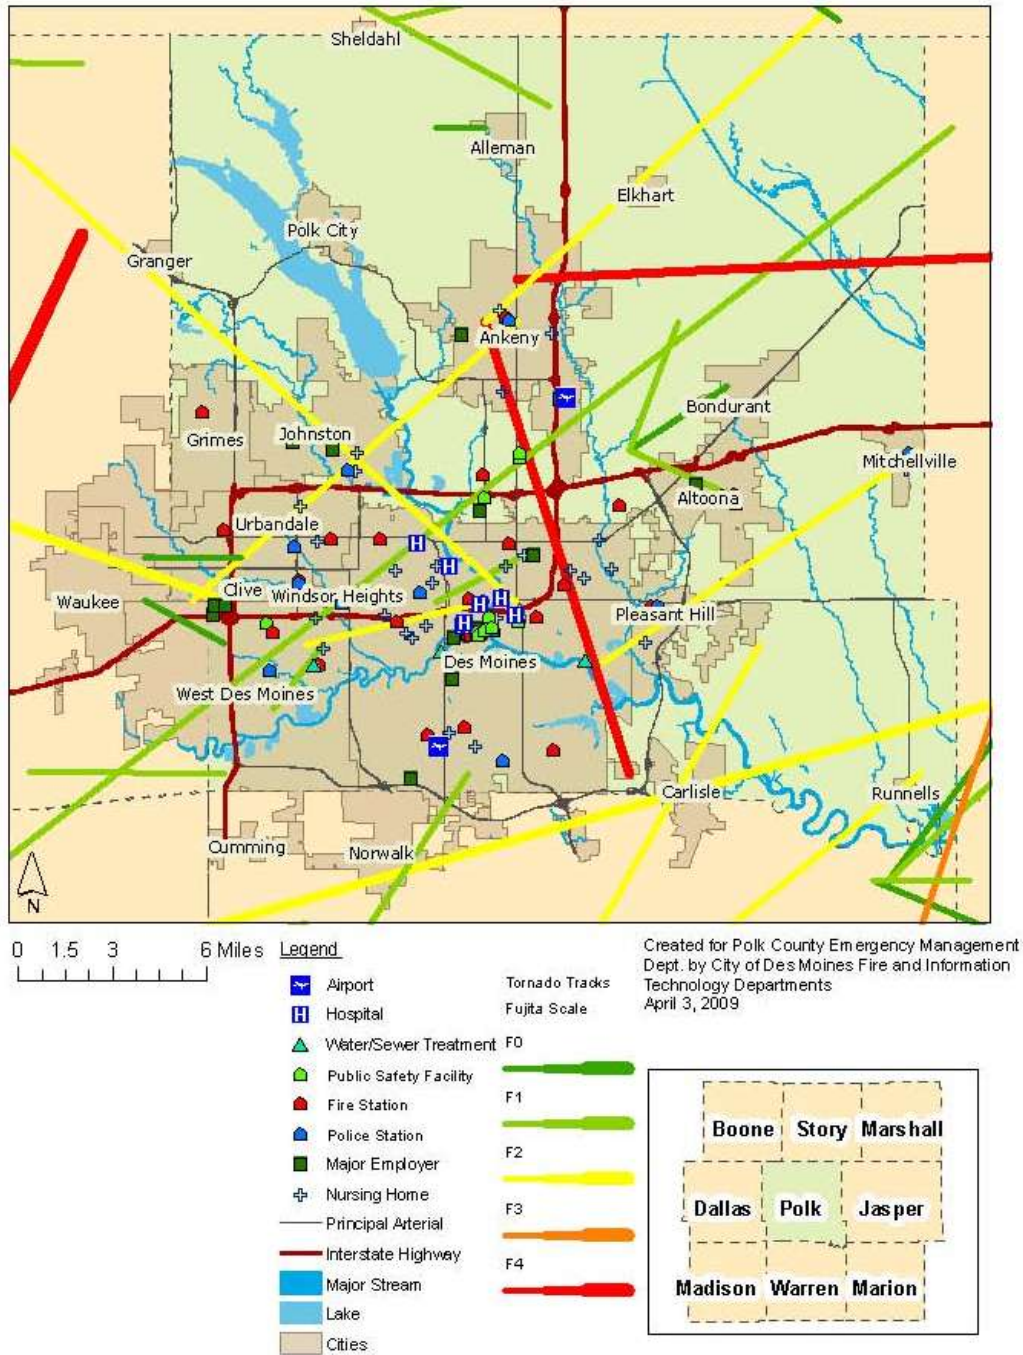 Sheldahl
Alleman
Elkhart
Polk City
Granger
Ankeny
Bondurant
Grimes
Johnston
Mitchellville
Altoona
Urbandale
Clive
Windsor Heights
Waukee
Pleasant Hill
Des Moines
West Des Moines
Carlisle
Runnells
Cumming
Norwalk
N
0 1.5 3 6 Miles
Legend
Airport
Hospital
Water/Sewer Treatment
Public Safety Facility
Fire Station
Police Station
Major Employer
Nursing Home
Principal Arterial
Interstate Highway
Major Stream
Lake
Cities
Tornado Tracks
Fujita Scale
F0
F1
F2
F3
F4
Created for Polk County Emergency Management
Dept. by City of Des Moines Fire and Information
Technology Departments
April 3, 2009
Boone Story Marshall
Dallas Polk Jasper
Madison Warren Marion